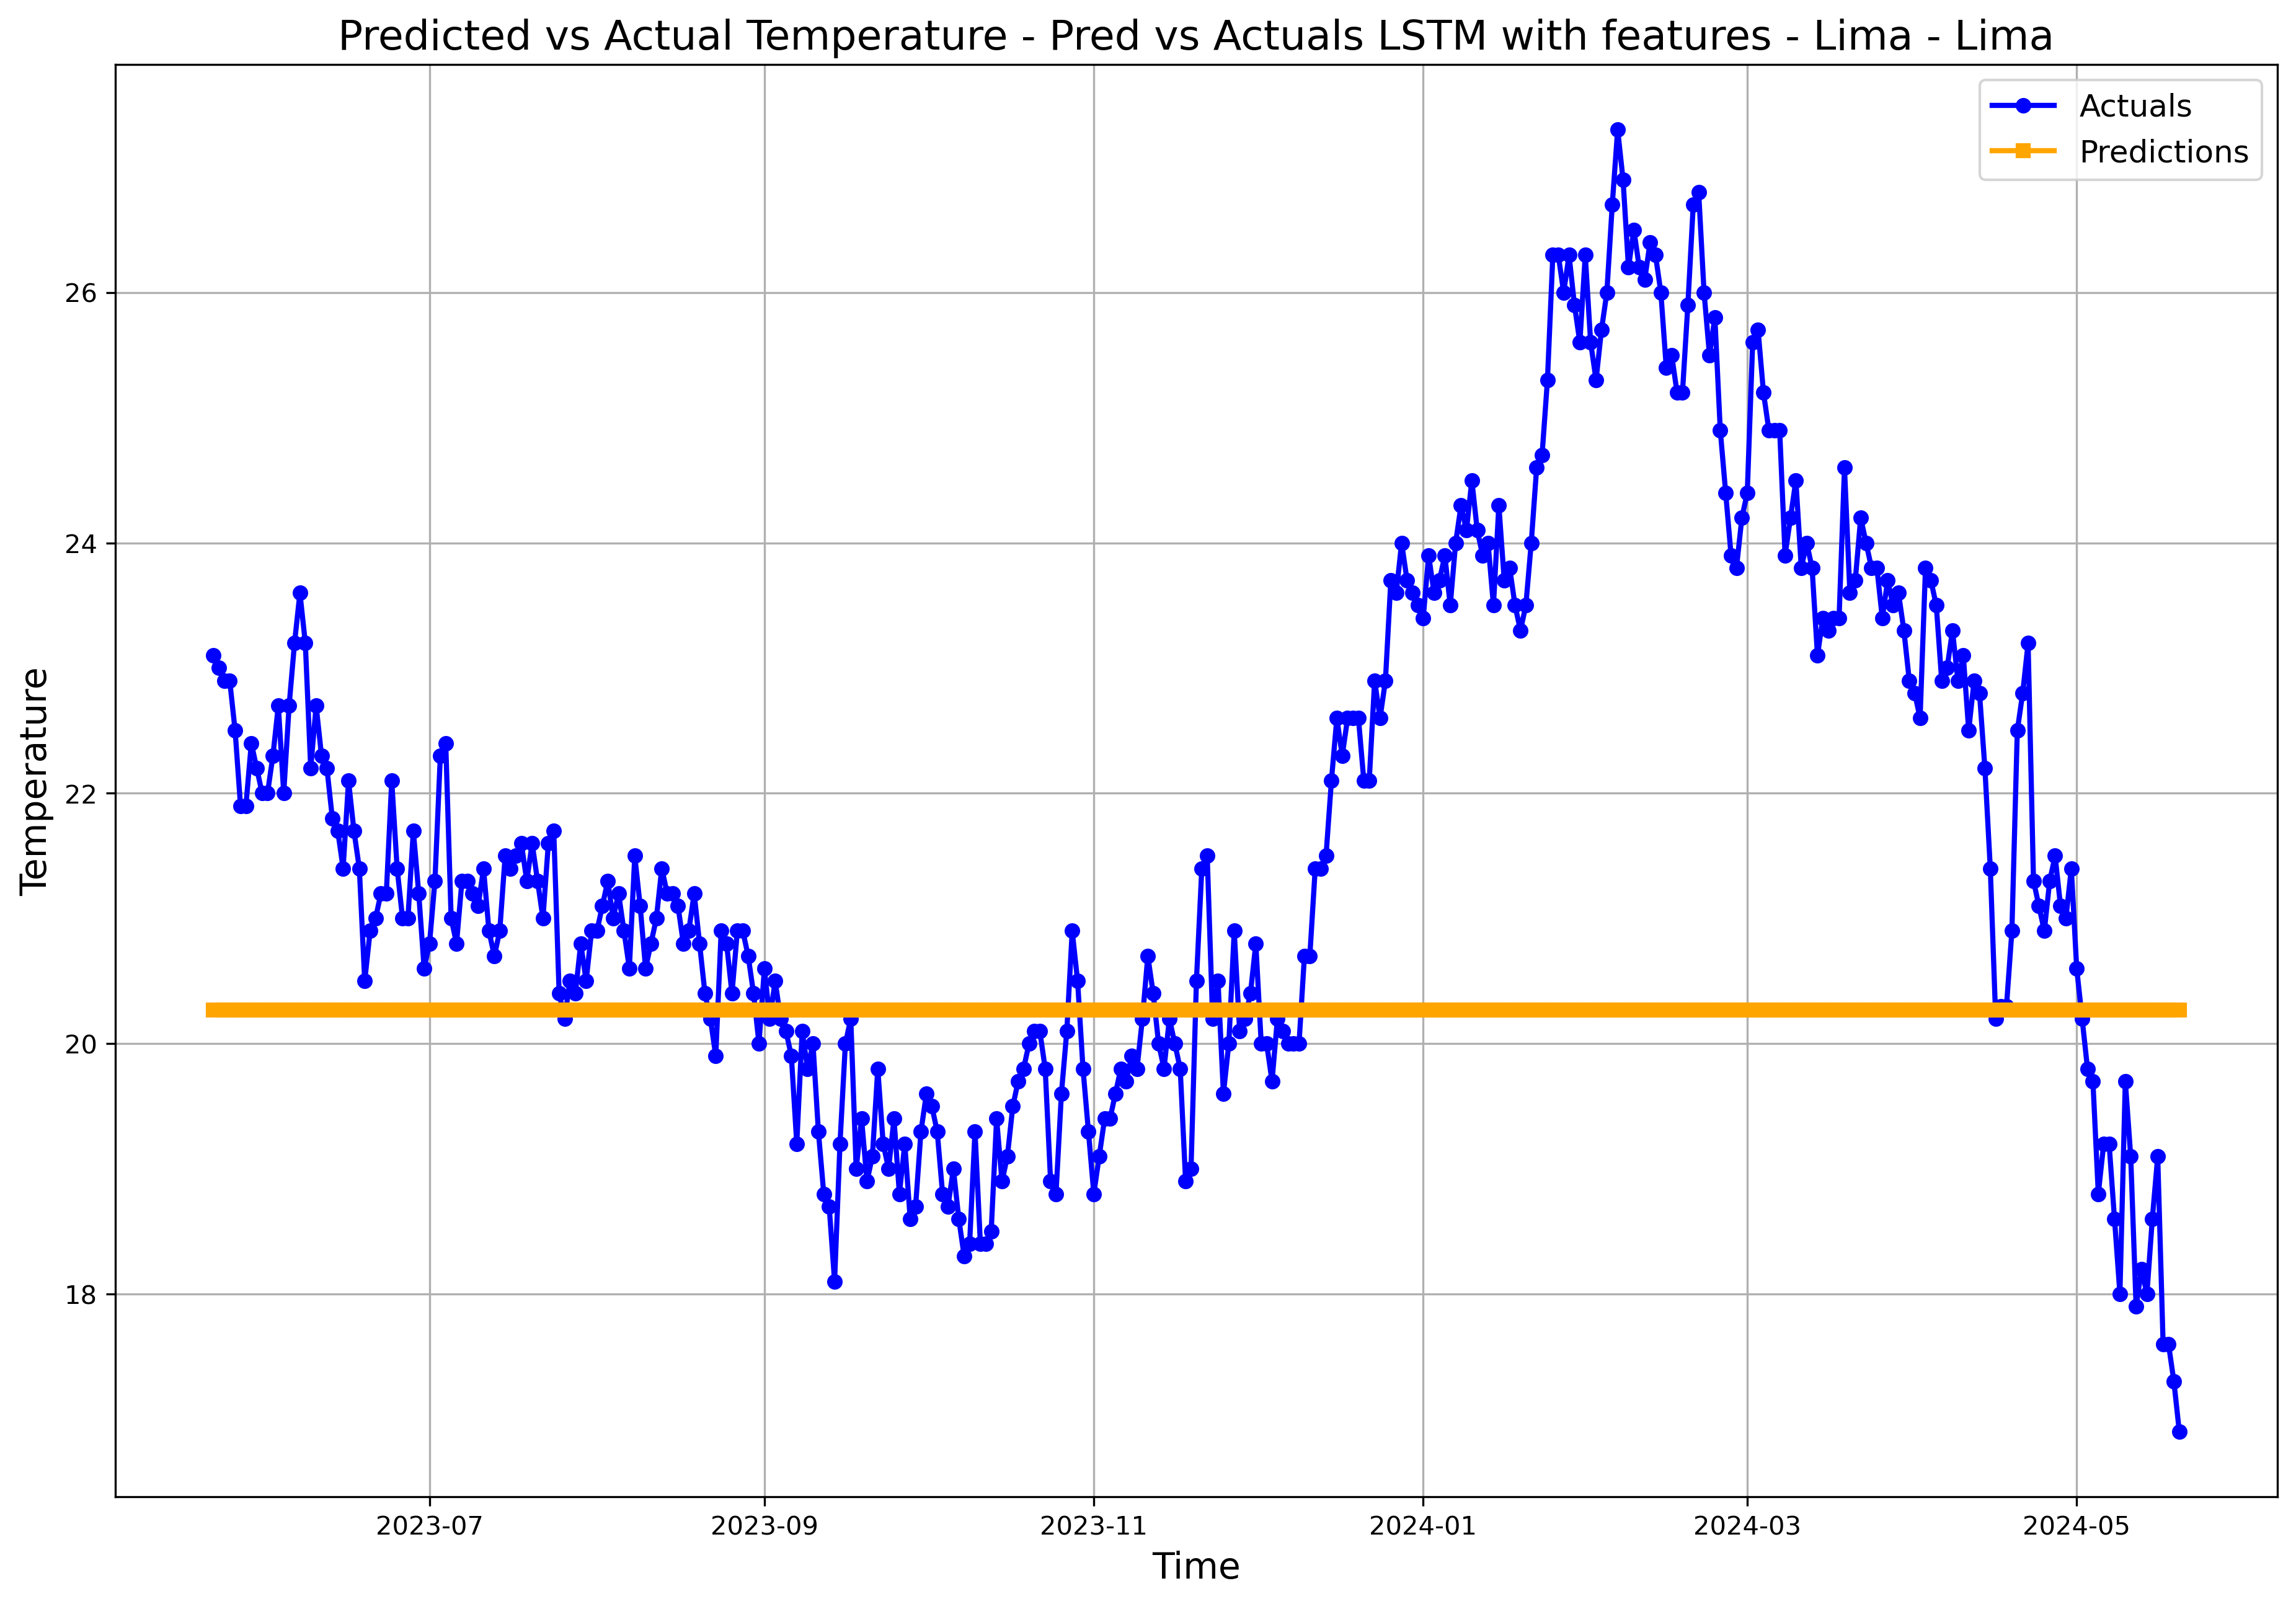 Predicted vs Actual Temperature - Pred vs Actuals LSTM with features - Lima - Lima
Actuals
Predictions
26
24
22
20
18
Temperature
2023-07
2023-09
2023-11
2024-01
2024-03
2024-05
Time